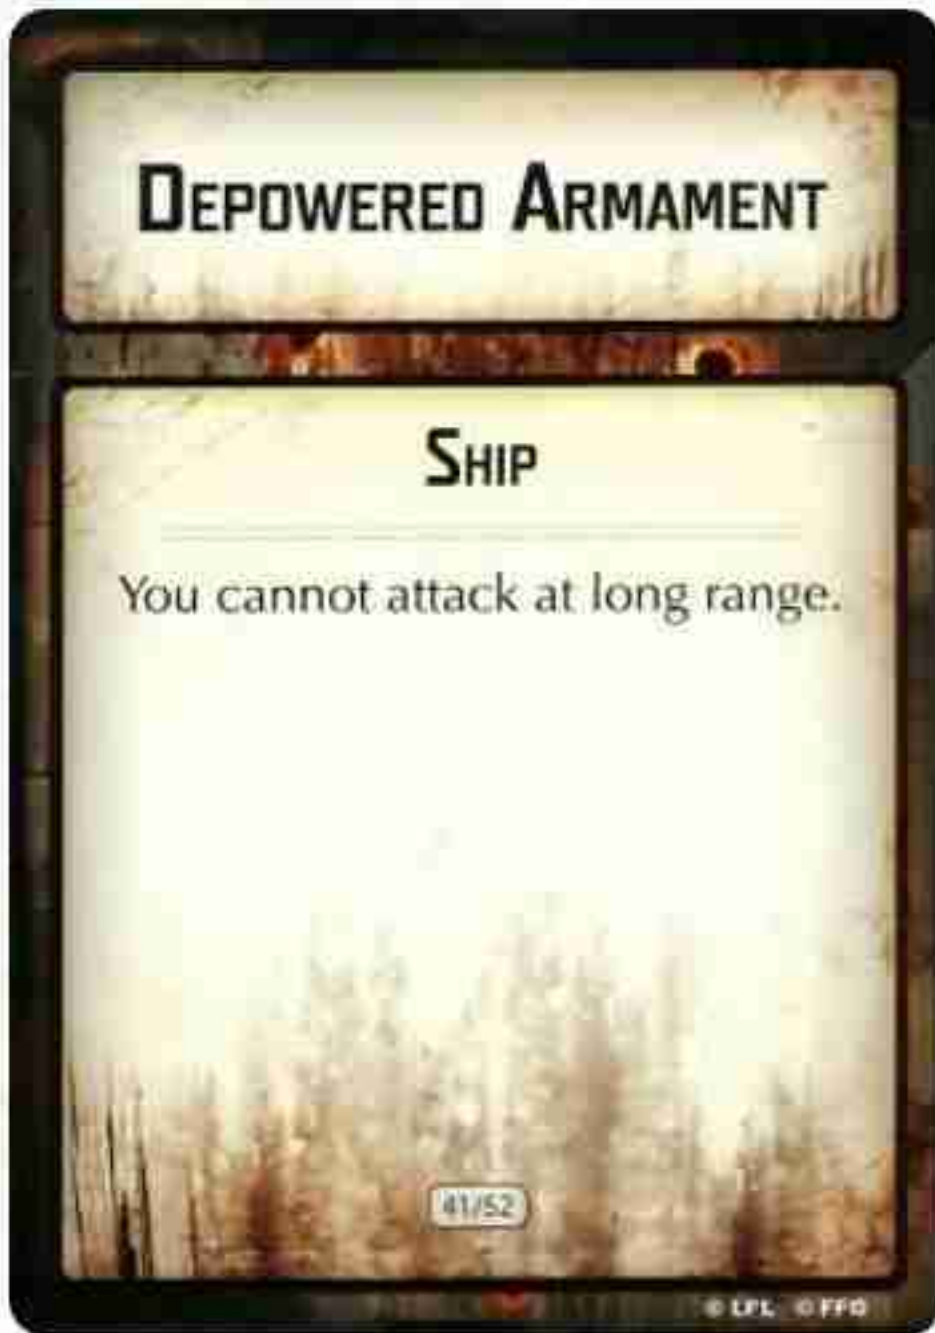 DEPOWERED ARMAMENT
SHIP
You cannot attack at long range.
41/52
© LFL © FFG